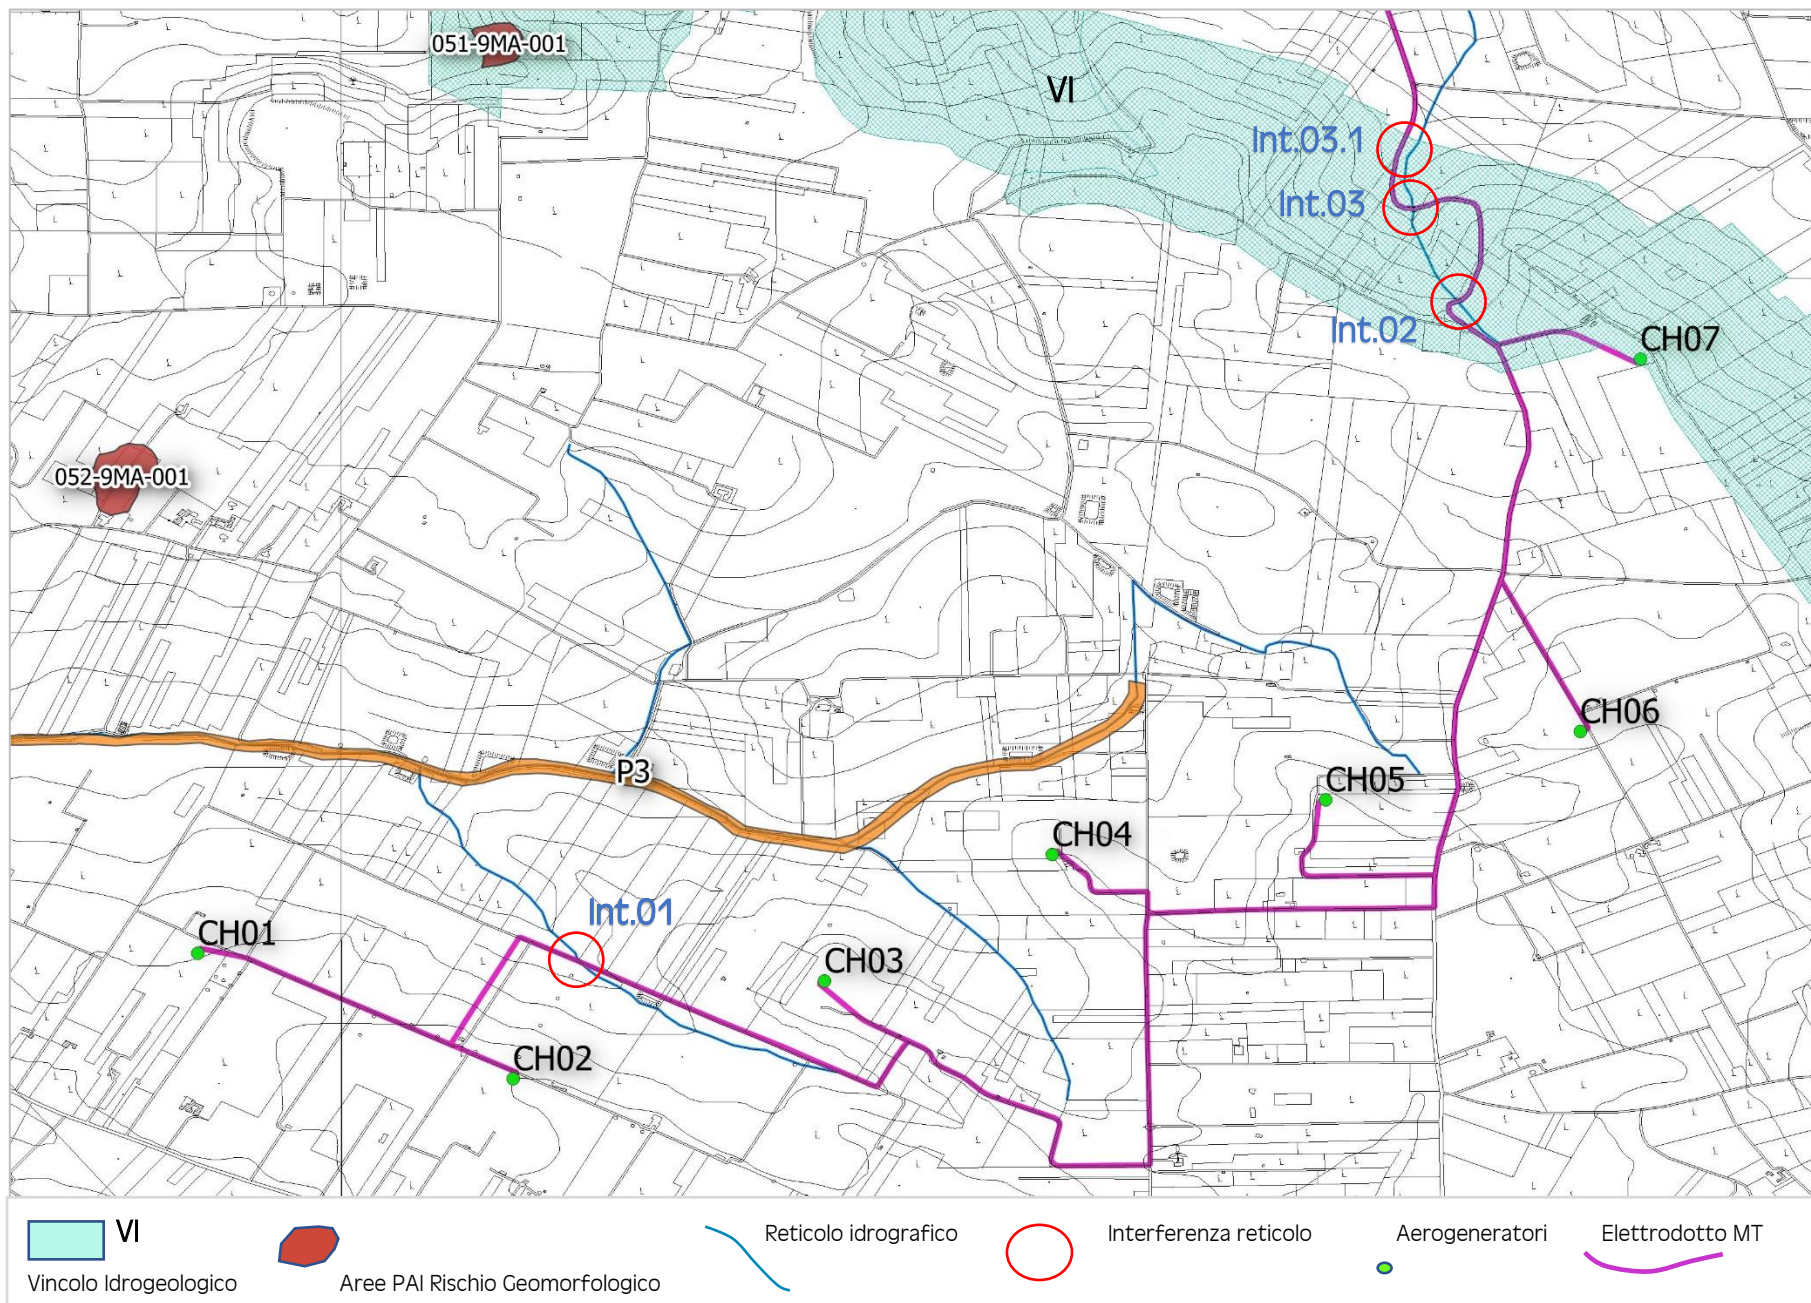 051-9MA-001
VI
Int.03.1
Int.03
Int.02
CH07
052-9MA-001
CH06
P3
CH05
CH04
Int.01
CH01
CH03
CH02
VI
Reticolo idrografico
Interferenza reticolo
Aerogeneratori
Elettrodotto MT
Vincolo Idrogeologico
Aree PAI Rischio Geomorfologico